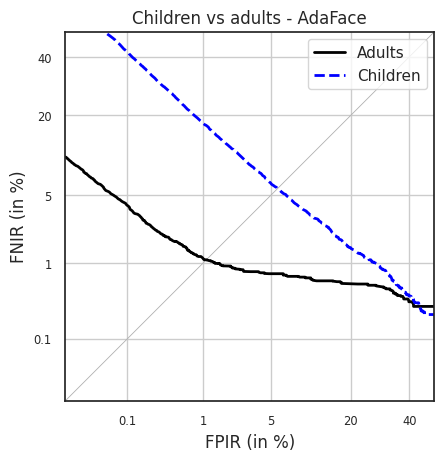 Children vs adults - AdaFace
Adults
Children
40
20
5
1
0.1
FNIR (in %)
0.1 1 5 20 40
FPIR (in %)